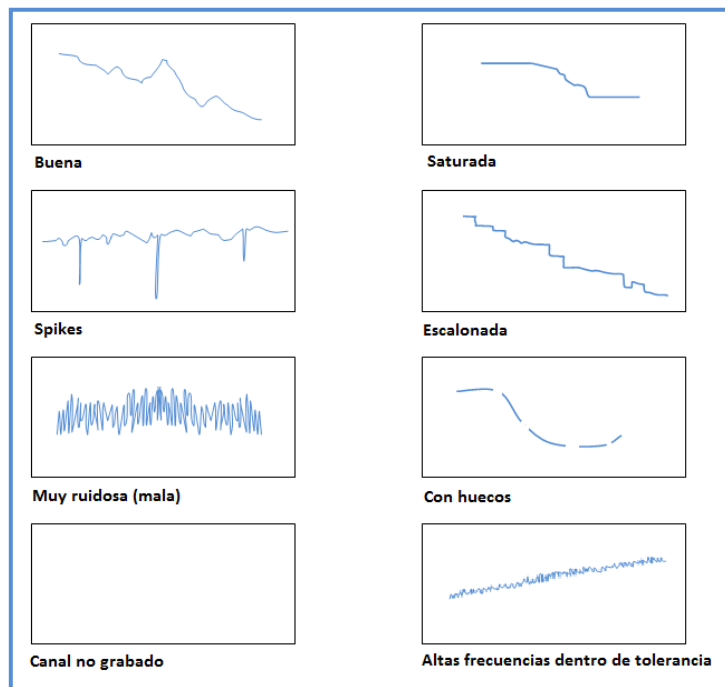 Buena
Saturada
Spikes
Escalonada
Muy ruidosa (mala)
Con huecos
Canal no grabado
Altas frecuencias dentro de tolerancia